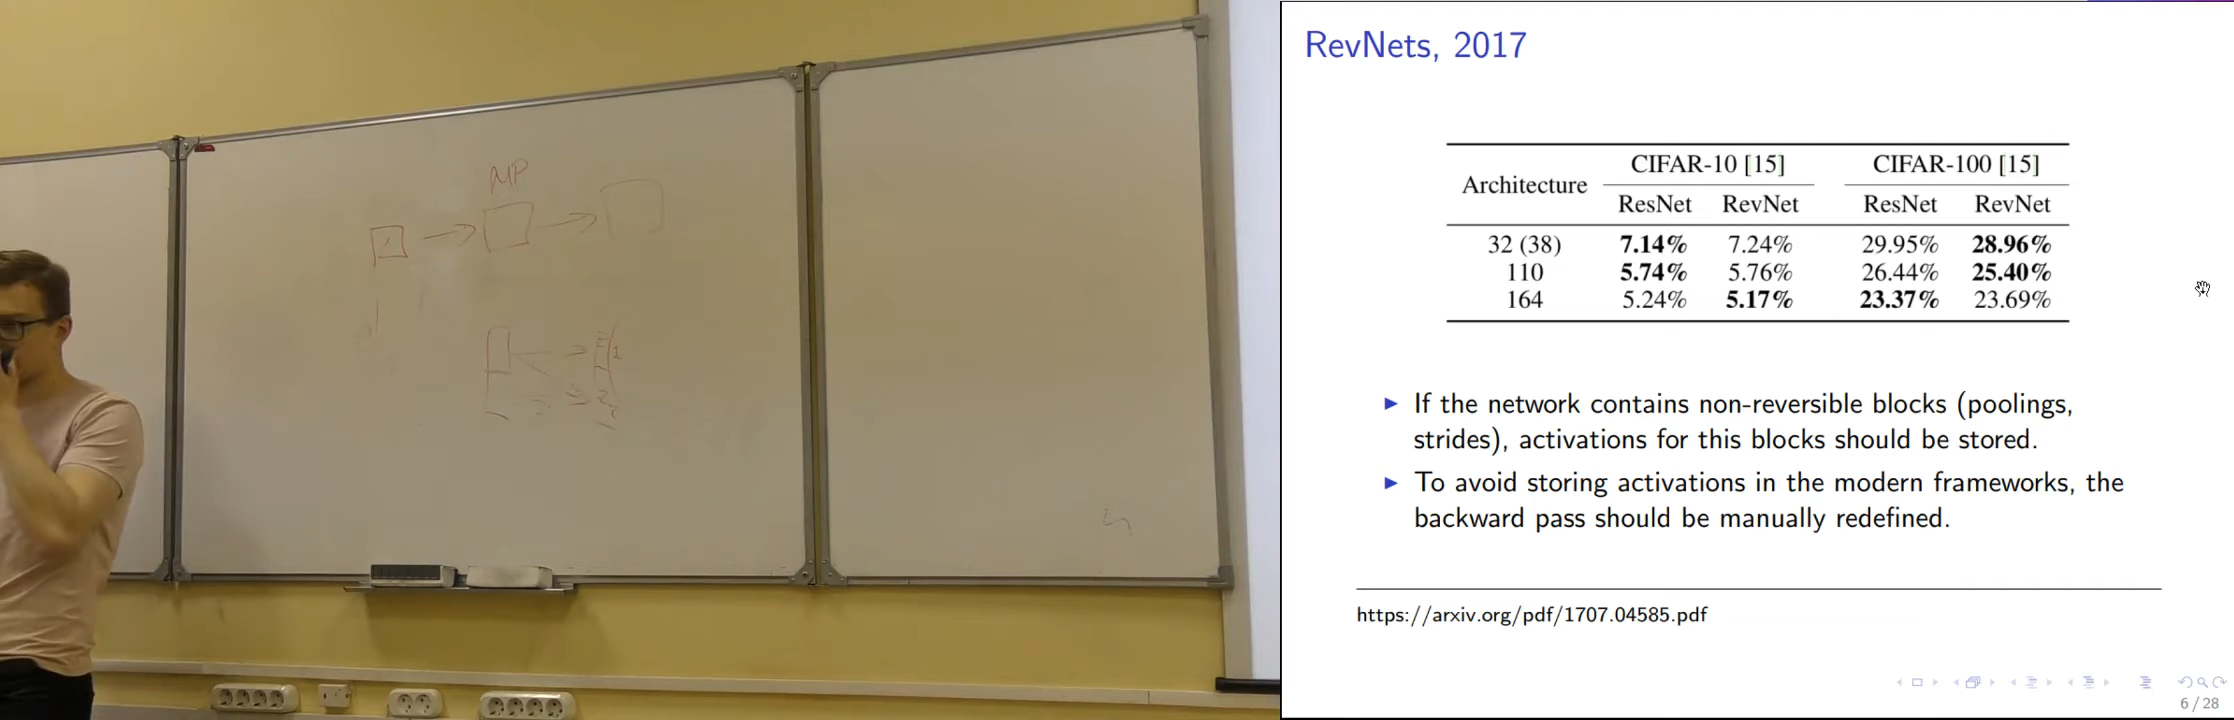 MP
RevNets, 2017
Architecture
CIFAR-10 [15]
CIFAR-100 [15]
ResNet RevNet ResNet RevNet
32 (38) 7.14% 7.24% 29.95% 28.96%
110 5.74% 5.76% 26.44% 25.40%
164 5.24% 5.17% 23.37% 23.69%
If the network contains non-reversible blocks (poolings,
strides), activations for this blocks should be stored.
To avoid storing activations in the modern frameworks, the
backward pass should be manually redefined.
https://arxiv.org/pdf/1707.04585.pdf
6 / 28